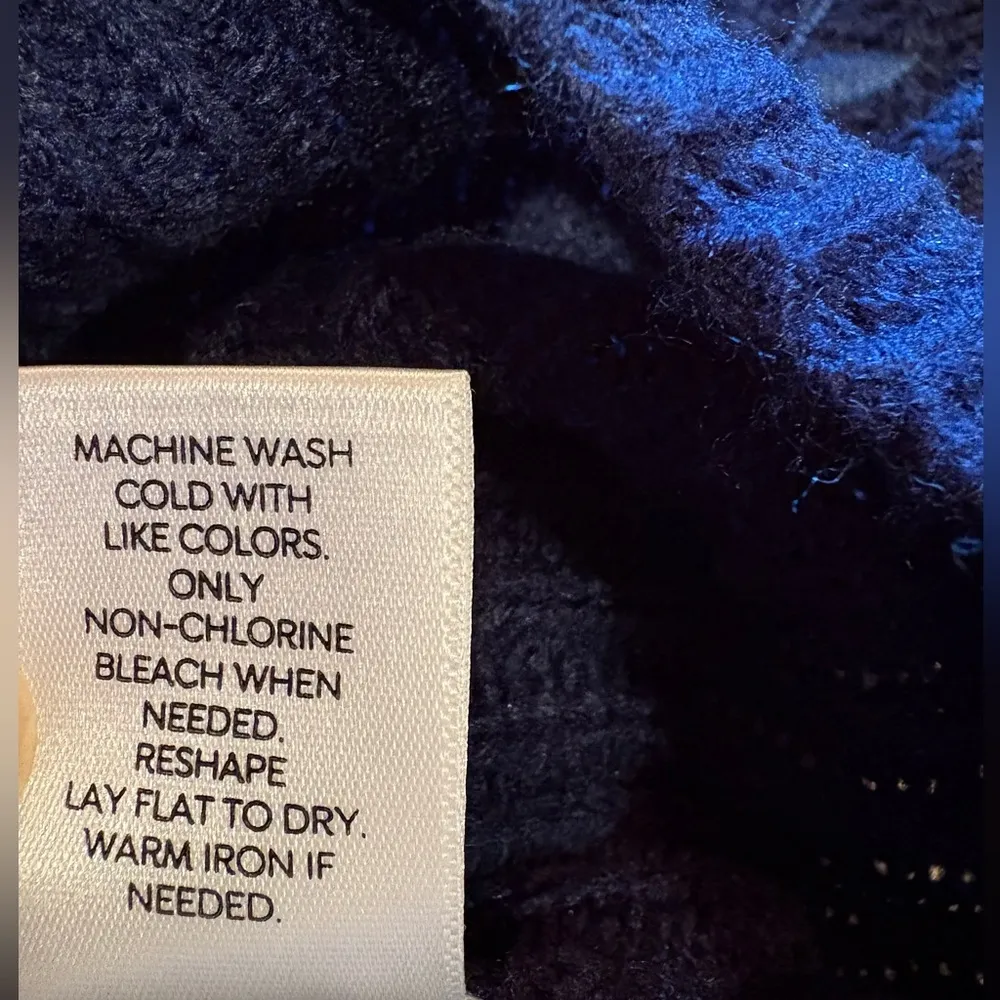 MACHINE WASH
COLD WITH
LIKE COLORS.
ONLY
NON-CHLORINE
BLEACH WHEN
NEEDED.
RESHAPE
LAY FLAT TO DRY.
WARM IRON IF
NEEDED.